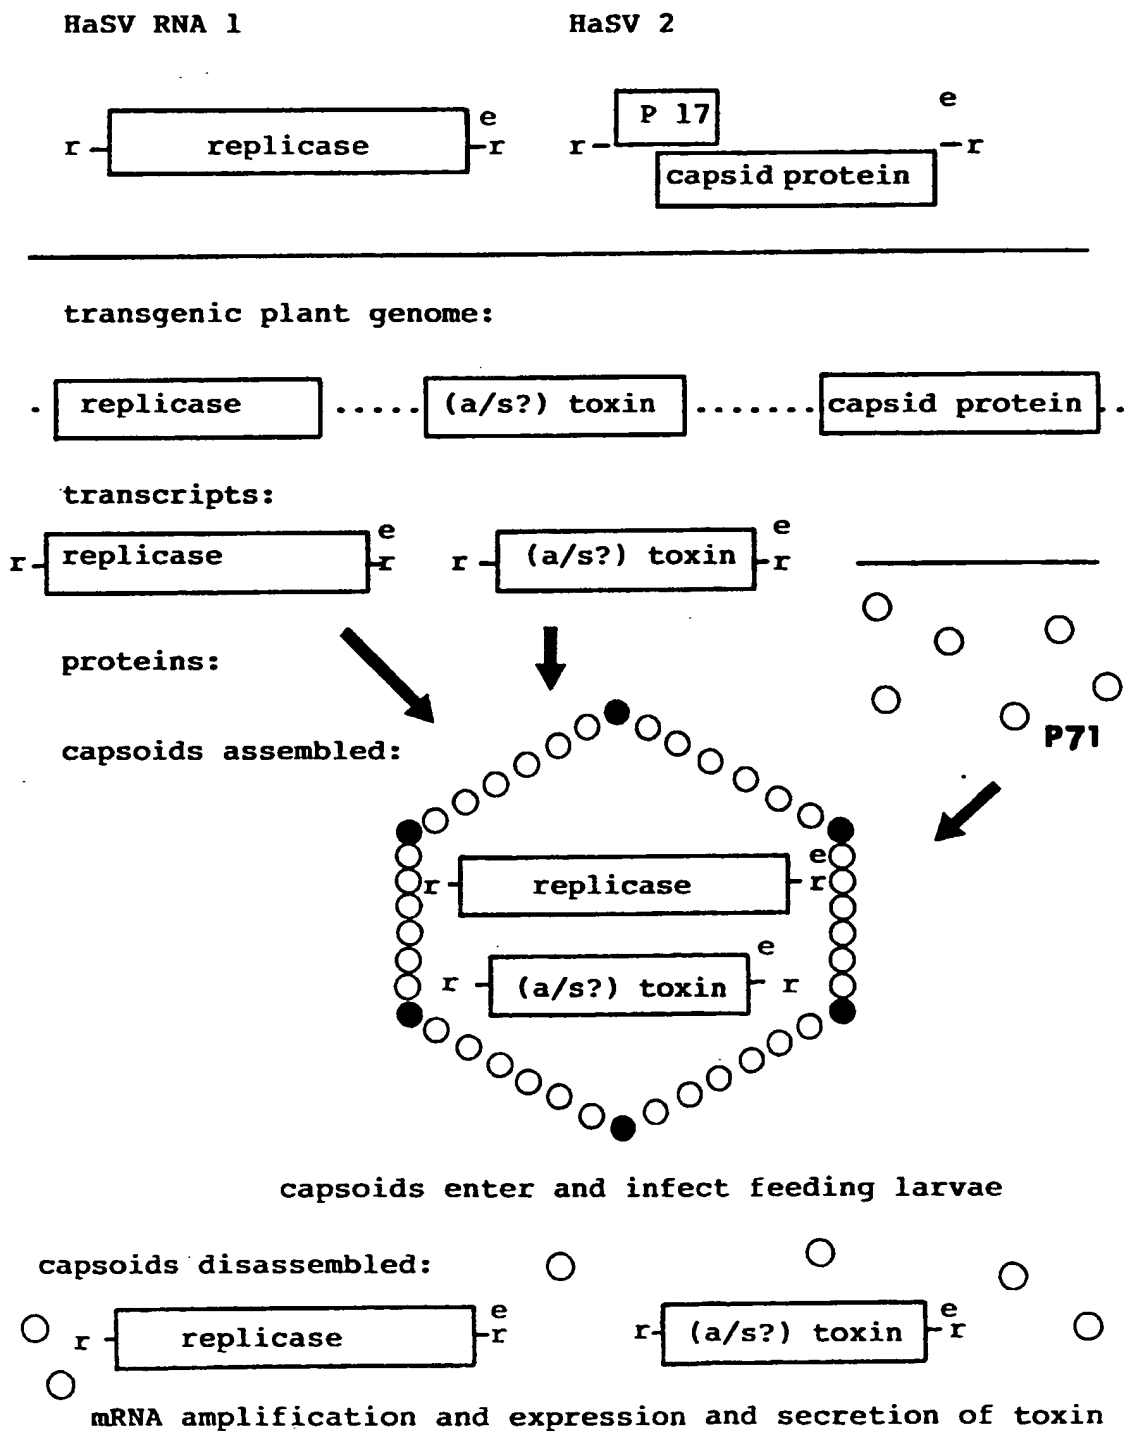 HaSV RNA 1 HaSV 2
e
P 17
e
r replicase r
r r
capsid protein
transgenic plant genome:
. replicase ..... (a/s?) toxin ....... capsid protein ..
transcripts:
e e
r replicase r r (a/s?) toxin r
proteins:
P71
capsoids assembled:
e
r replicase r
e
r (a/s?) toxin r
capsoids enter and infect feeding larvae
capsoids disassembled:
e e
r replicase r r (a/s?) toxin r
mRNA amplification and expression and secretion of toxin